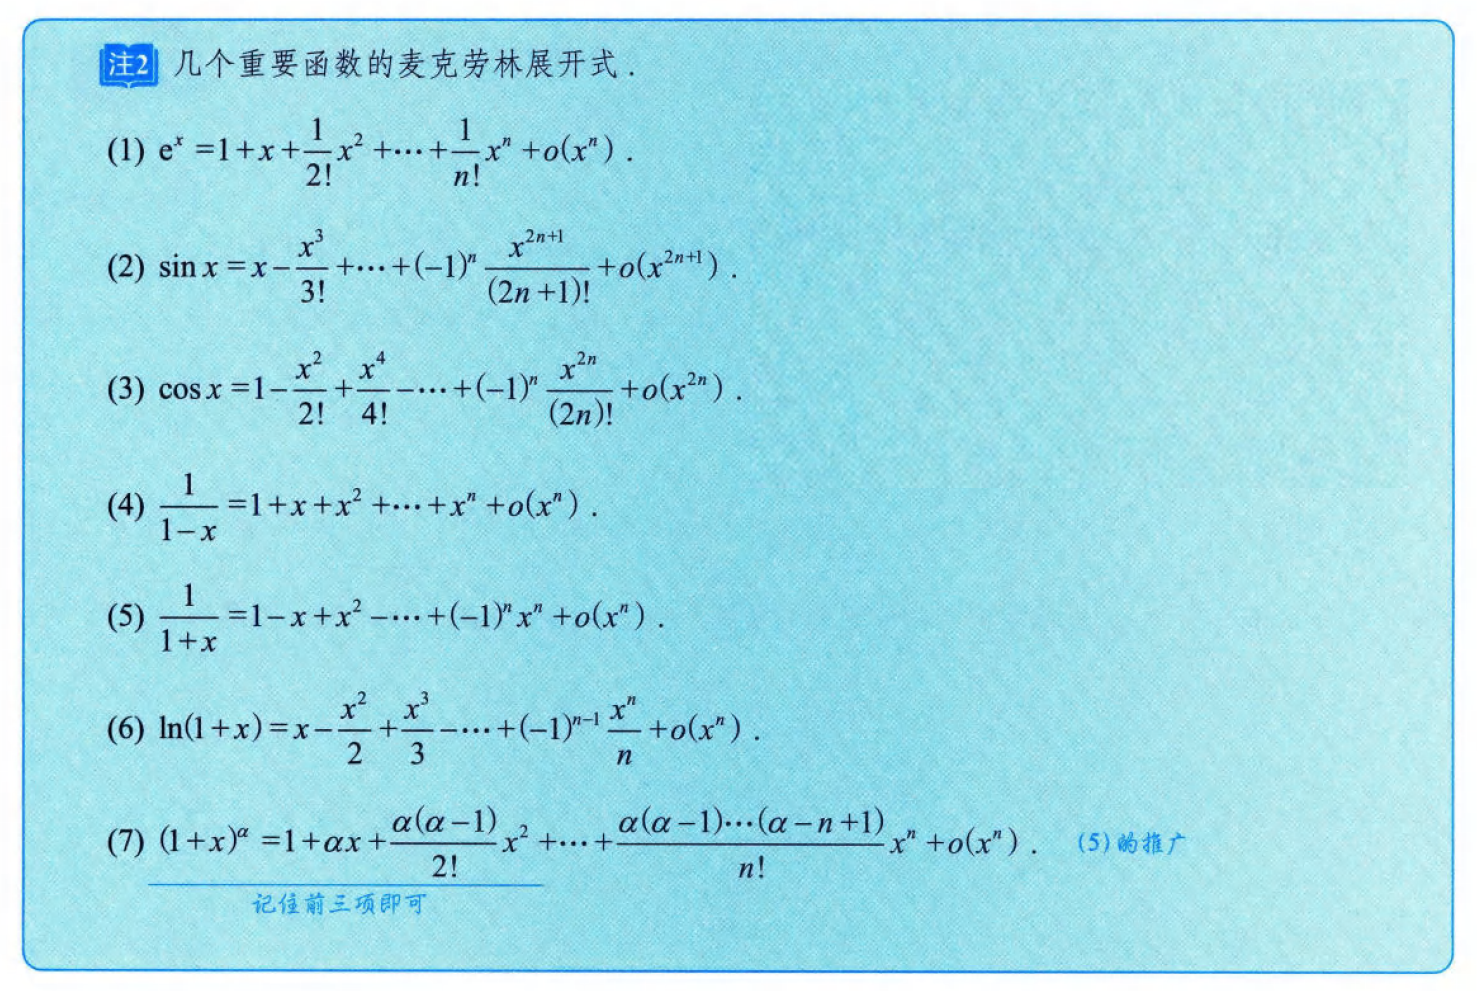 注2 几个重要函数的麦克劳林展开式.
(1) $e^x=1+x+\frac{1}{2!}x^2+\cdots+\frac{1}{n!}x^n+o(x^n)$.
(2) $\sin x=x-\frac{x^3}{3!}+\cdots+(-1)^n\frac{x^{2n+1}}{(2n+1)!}+o(x^{2n+1})$.
(3) $\cos x=1-\frac{x^2}{2!}+\frac{x^4}{4!}-\cdots+(-1)^n\frac{x^{2n}}{(2n)!}+o(x^{2n})$.
(4) $\frac{1}{1-x}=1+x+x^2+\cdots+x^n+o(x^n)$.
(5) $\frac{1}{1+x}=1-x+x^2-\cdots+(-1)^nx^n+o(x^n)$.
(6) $\ln(1+x)=x-\frac{x^2}{2}+\frac{x^3}{3}-\cdots+(-1)^{n-1}\frac{x^n}{n}+o(x^n)$.
(7) $(1+x)^\alpha=1+\alpha x+\frac{\alpha(\alpha-1)}{2!}x^2+\cdots+\frac{\alpha(\alpha-1)\cdots(\alpha-n+1)}{n!}x^n+o(x^n)$. (5)的推广
记住前三项即可